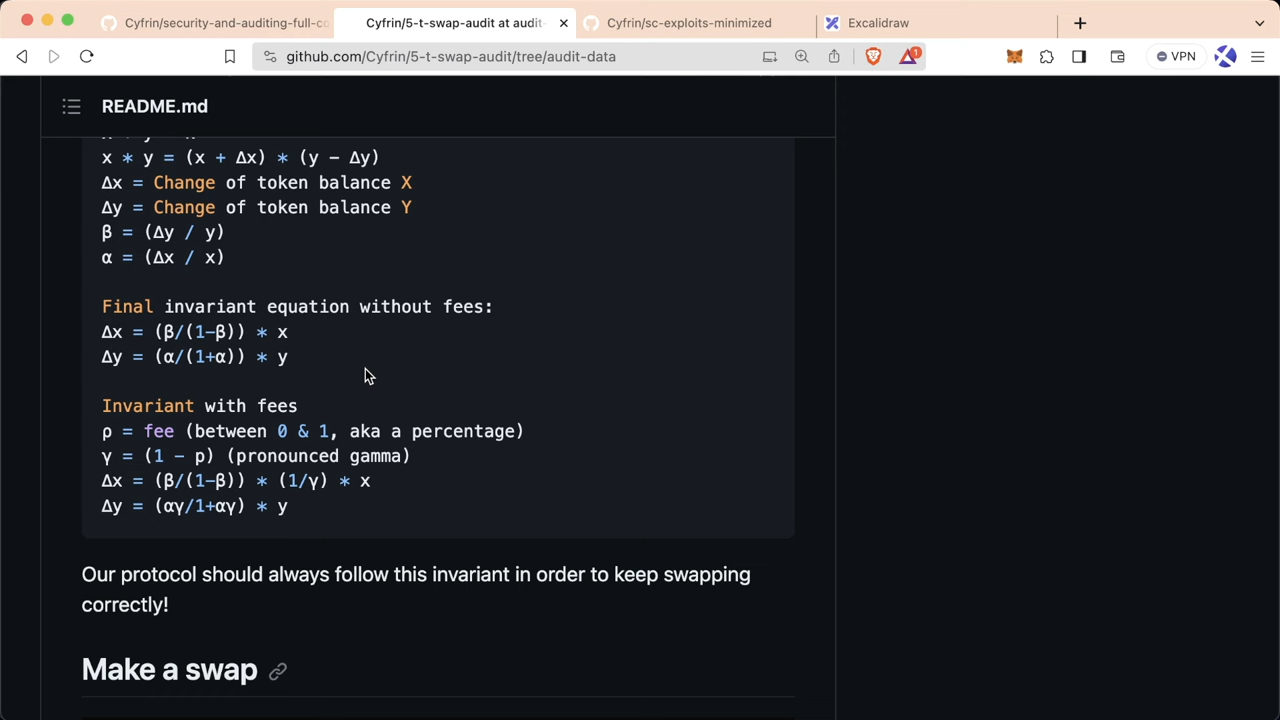 Cyfrin/security-and-auditing-full-co
Cyfrin/5-t-swap-audit at audit-
Cyfrin/sc-exploits-minimized
Excalidraw
github.com/Cyfrin/5-t-swap-audit/tree/audit-data
1
VPN
README.md
x * y = (x + Δx) * (y − Δy)
Δx = Change of token balance X
Δy = Change of token balance Y
β = (Δy / y)
α = (Δx / x)
Final invariant equation without fees:
Δx = (β/(1-β)) * x
Δy = (α/(1+α)) * y
Invariant with fees
ρ = fee (between 0 & 1, aka a percentage)
γ = (1 - p) (pronounced gamma)
Δx = (β/(1-β)) * (1/γ) * x
Δy = (αγ/1+αγ) * y
Our protocol should always follow this invariant in order to keep swapping
correctly!
Make a swap